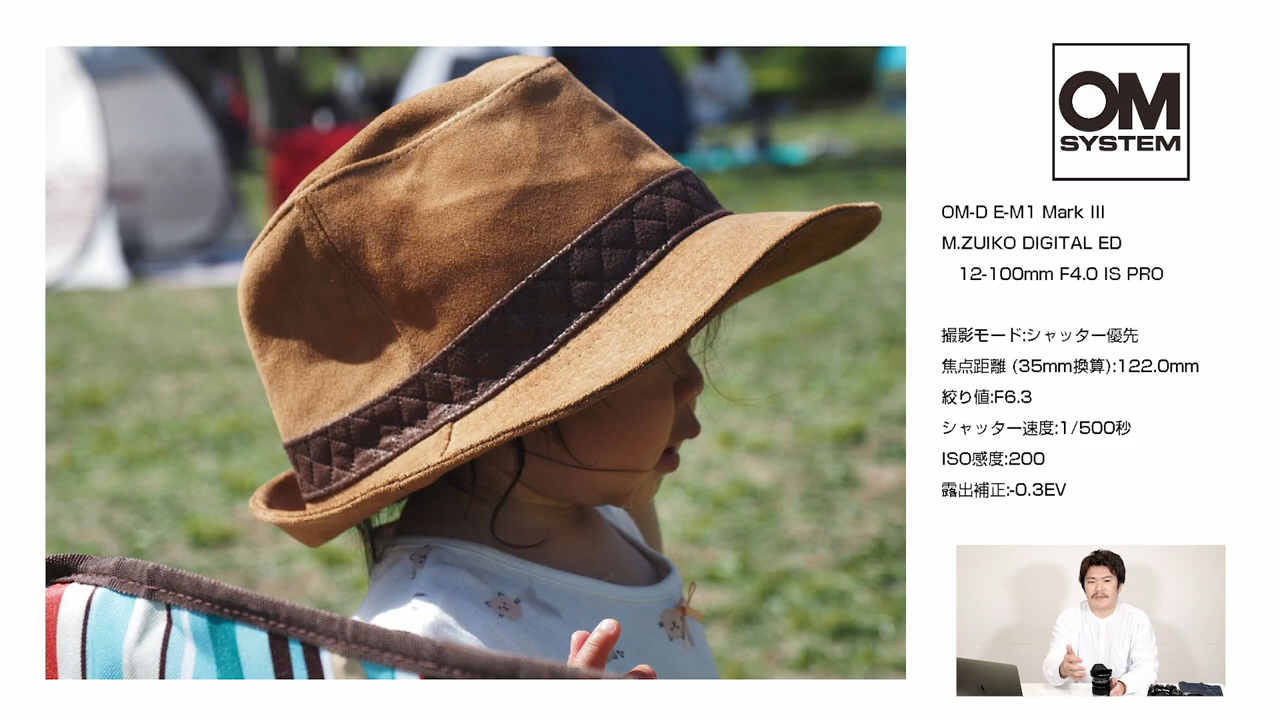 OM
SYSTEM
OM-D E-M1 Mark III
M.ZUIKO DIGITAL ED
12-100mm F4.0 IS PRO
撮影モード:シャッター優先
焦点距離 (35mm換算):122.0mm
絞り値:F6.3
シャッター速度:1/500秒
ISO感度:200
露出補正:-0.3EV